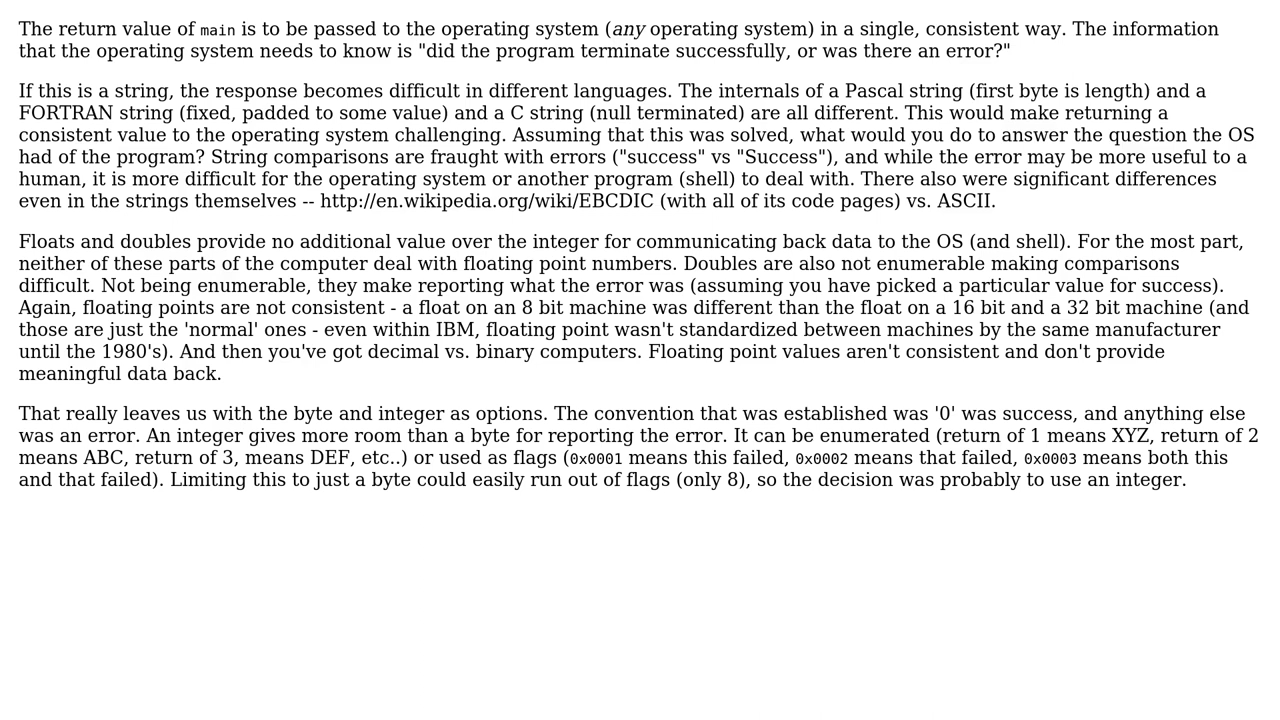 The return value of main is to be passed to the operating system (any operating system) in a single, consistent way. The information
that the operating system needs to know is "did the program terminate successfully, or was there an error?"
If this is a string, the response becomes difficult in different languages. The internals of a Pascal string (first byte is length) and a
FORTRAN string (fixed, padded to some value) and a C string (null terminated) are all different. This would make returning a
consistent value to the operating system challenging. Assuming that this was solved, what would you do to answer the question the OS
had of the program? String comparisons are fraught with errors ("success" vs "Success"), and while the error may be more useful to a
human, it is more difficult for the operating system or another program (shell) to deal with. There also were significant differences
even in the strings themselves -- http://en.wikipedia.org/wiki/EBCDIC (with all of its code pages) vs. ASCII.
Floats and doubles provide no additional value over the integer for communicating back data to the OS (and shell). For the most part,
neither of these parts of the computer deal with floating point numbers. Doubles are also not enumerable making comparisons
difficult. Not being enumerable, they make reporting what the error was (assuming you have picked a particular value for success).
Again, floating points are not consistent - a float on an 8 bit machine was different than the float on a 16 bit and a 32 bit machine (and
those are just the 'normal' ones - even within IBM, floating point wasn't standardized between machines by the same manufacturer
until the 1980's). And then you've got decimal vs. binary computers. Floating point values aren't consistent and don't provide
meaningful data back.
That really leaves us with the byte and integer as options. The convention that was established was '0' was success, and anything else
was an error. An integer gives more room than a byte for reporting the error. It can be enumerated (return of 1 means XYZ, return of 2
means ABC, return of 3, means DEF, etc..) or used as flags (0x0001 means this failed, 0x0002 means that failed, 0x0003 means both this
and that failed). Limiting this to just a byte could easily run out of flags (only 8), so the decision was probably to use an integer.